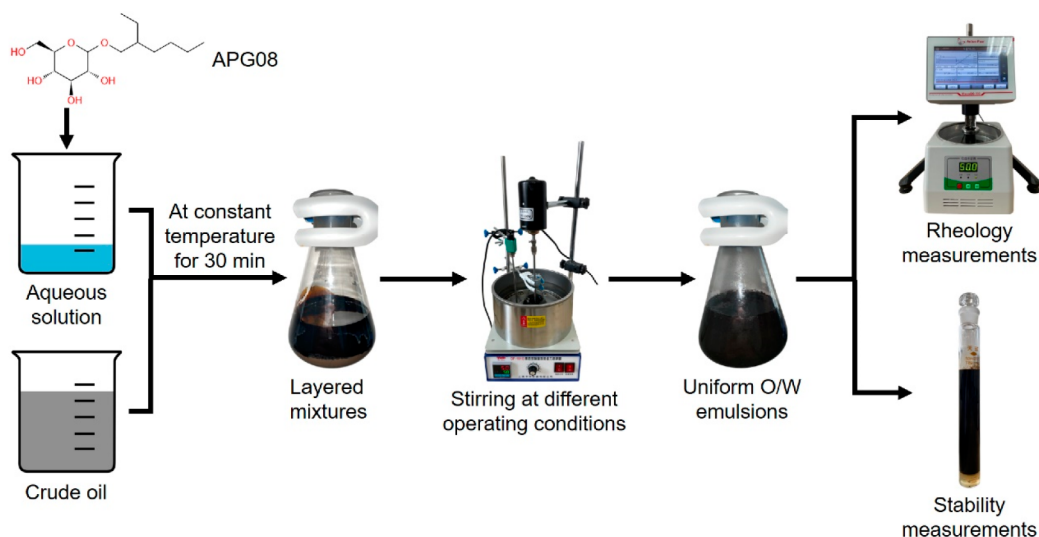 HO
O
O
HO
OH
OH
OH
APG08
Aqueous
solution
Crude oil
At constant
temperature
for 30 min
Layered
mixtures
Stirring at different
operating conditions
Uniform O/W
emulsions
500
Rheology
measurements
Stability
measurements